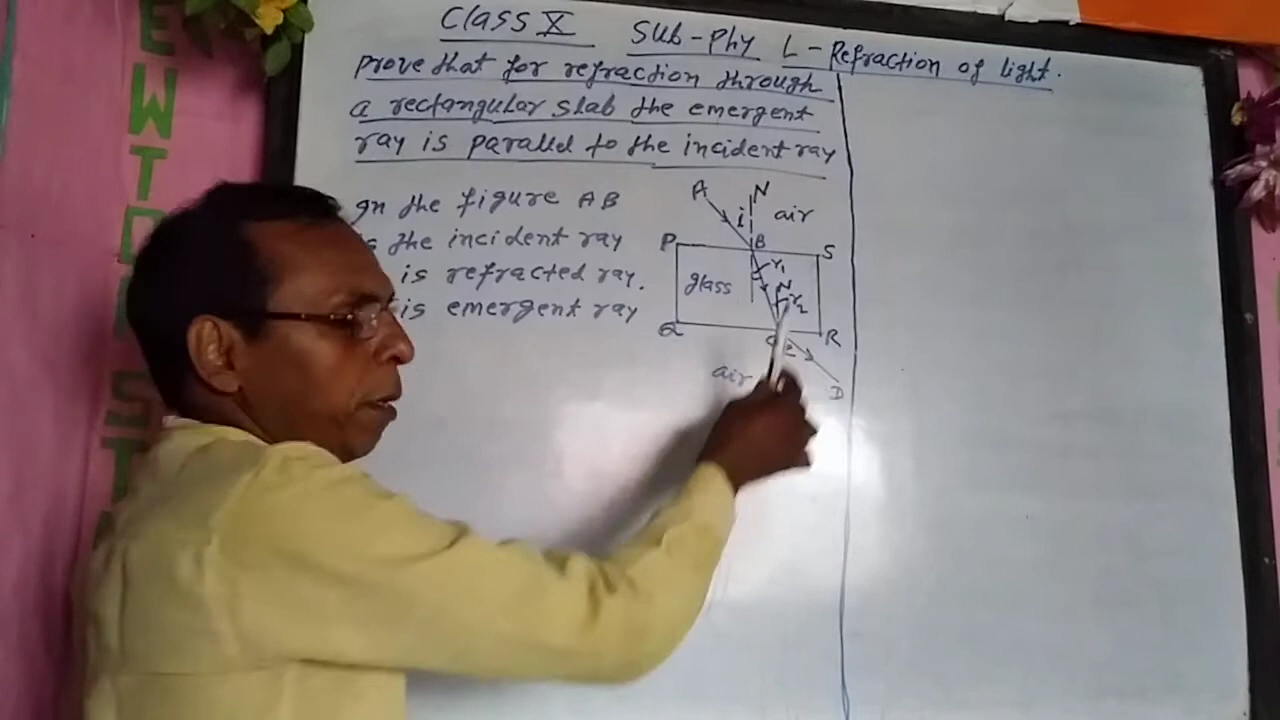 Class X Sub-Phy L-Refraction of light.
prove that for refraction through
a rectangular slab the emergent
ray is parallel to the incident ray
In the figure AB
the incident ray
is refracted ray.
is emergent ray
A N
i air
P B S
r1
glass N
r2
Q C e R
air D